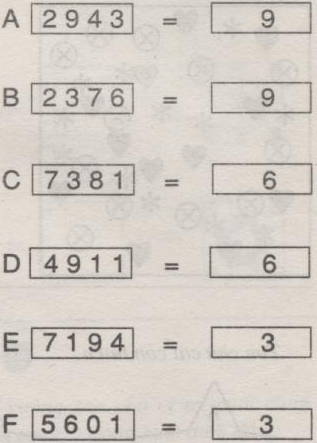 A 2943 = 9
B 2376 = 9
C 7381 = 6
D 4911 = 6
E 7194 = 3
F 5601 = 3